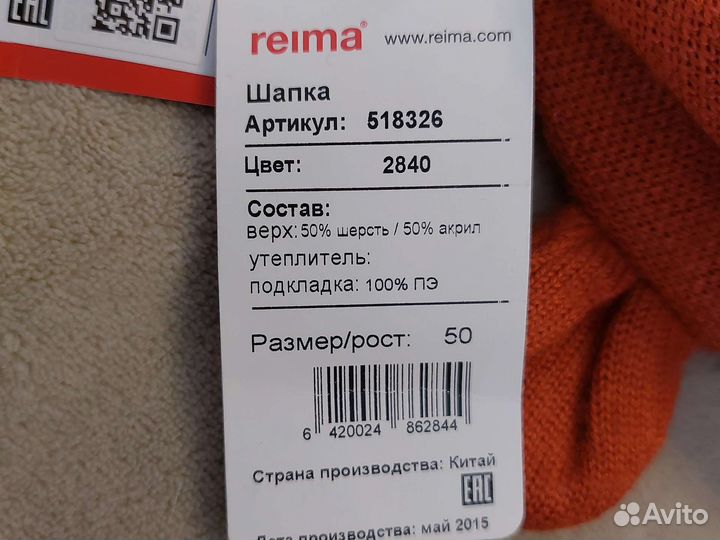 EAC
reima® www.reima.com
Шапка
Артикул: 518326
Цвет: 2840
Состав:
верх: 50% шерсть / 50% акрил
утеплитель:
подкладка: 100% ПЭ
Размер/рост: 50
6 420024 862844
Страна производства: Китай
EAC
Дата производства: май 2015
Avito